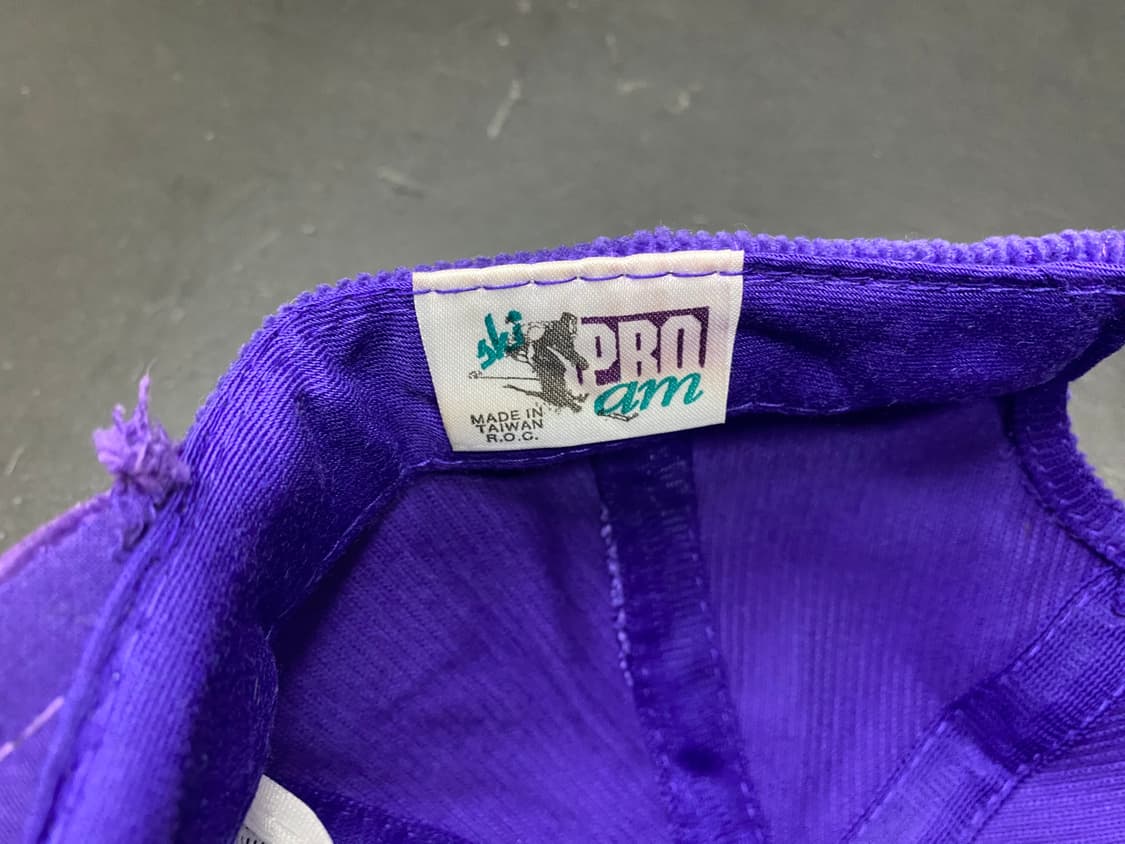 ski PRO
am
MADE IN
TAIWAN
R.O.C.